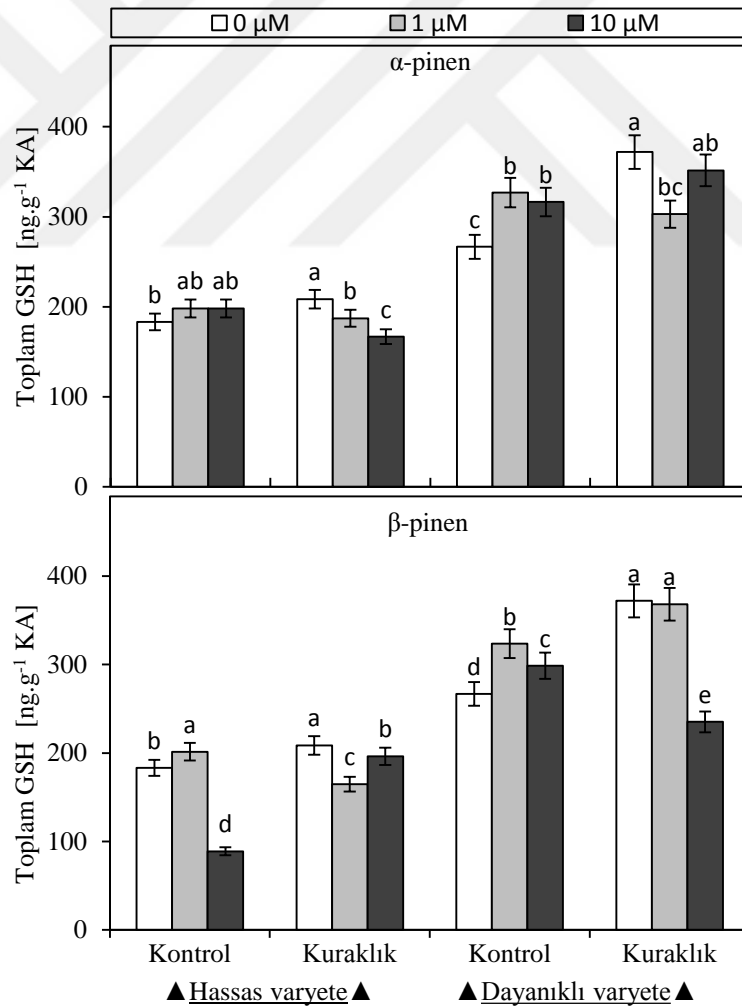 0 µM 1 µM 10 µM
α-pinen
Toplam GSH [ng.g⁻¹ KA]
400
300
200
100
0
b ab ab a b c c b b a bc ab
β-pinen
Toplam GSH [ng.g⁻¹ KA]
400
300
200
100
0
b a d a c b d b c a a e
Kontrol Kuraklık Kontrol Kuraklık
▲Hassas varyete▲ ▲Dayanıklı varyete▲